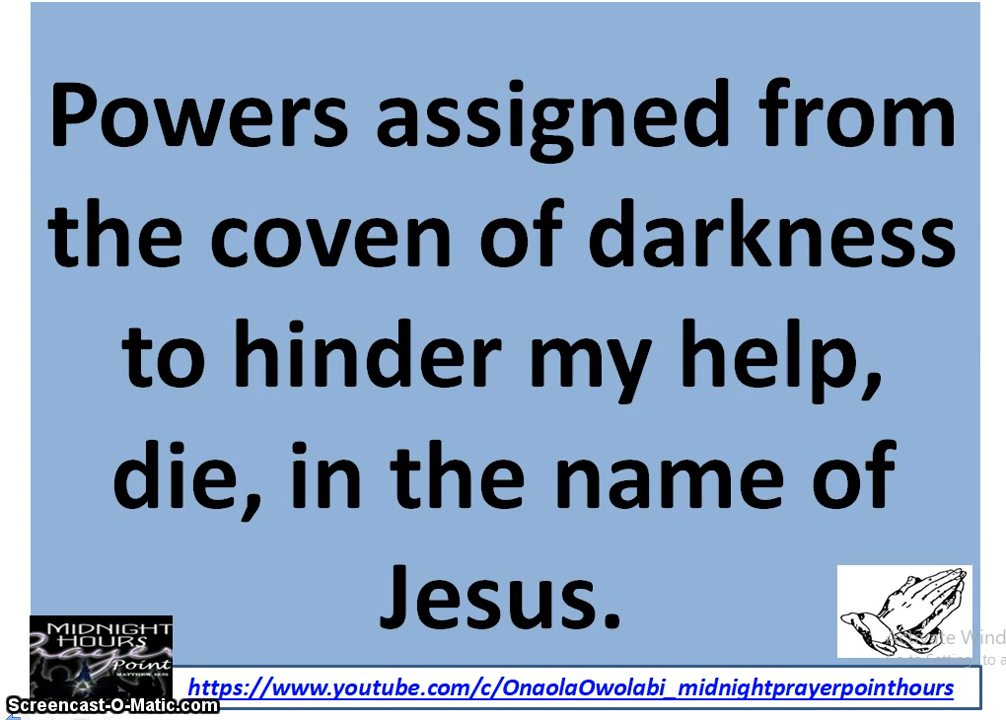 Powers assigned from
the coven of darkness
to hinder my help,
die, in the name of
Jesus.
MIDNIGHT
HOURS
Prayer
Point
https://www.youtube.com/c/OnaolaOwolabi_midnightprayerpointhours
Screencast-O-Matic.com